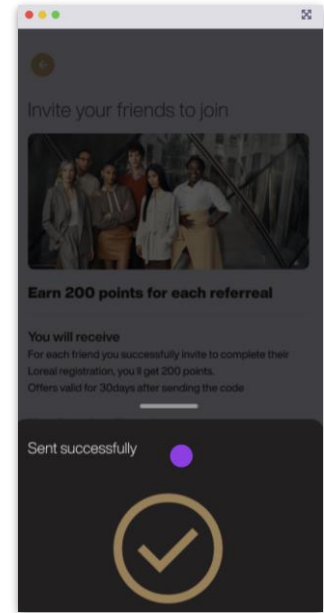 Invite your friends to join
Earn 200 points for each referreal
You will receive
For each friend you successfully invite to complete their
Loreal registration, you ll get 200 points.
Offers valid for 30days after sending the code
Sent successfully